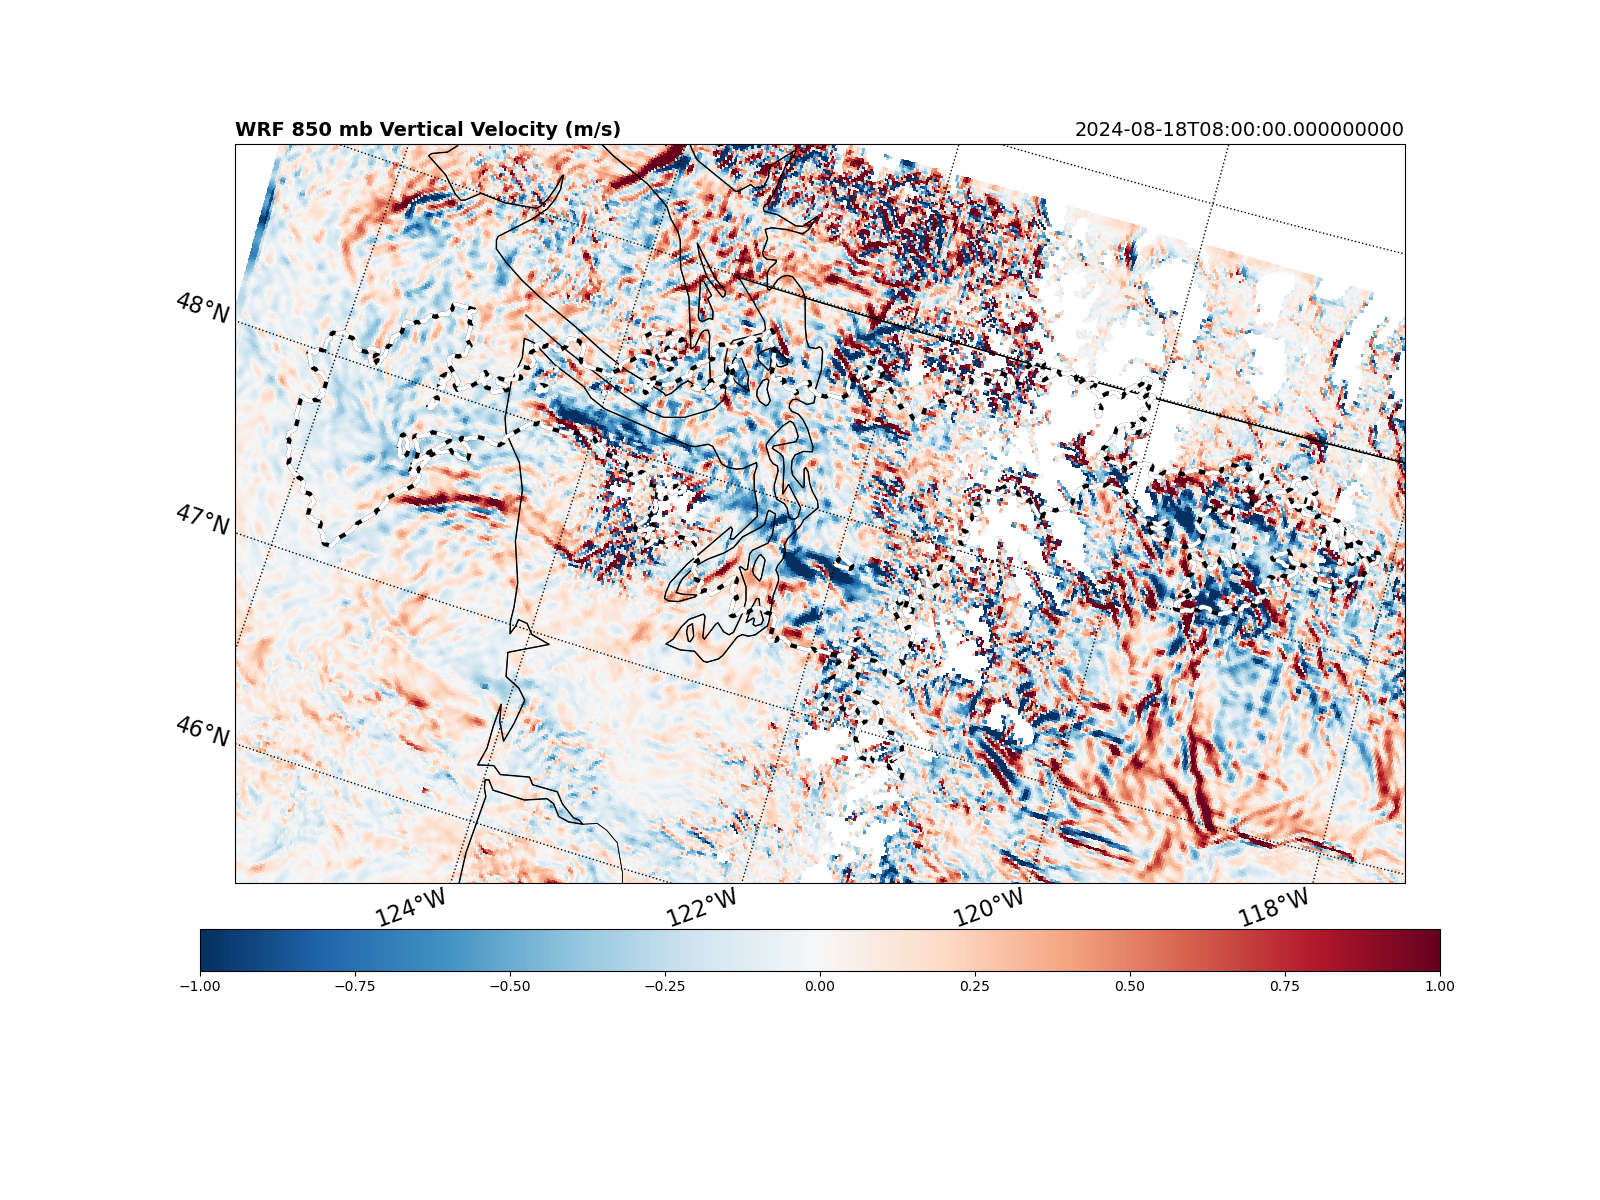 WRF 850 mb Vertical Velocity (m/s)
2024-08-18T08:00:00.000000000
48°N
47°N
46°N
124°W
122°W
120°W
118°W
−1.00
−0.75
−0.50
−0.25
0.00
0.25
0.50
0.75
1.00